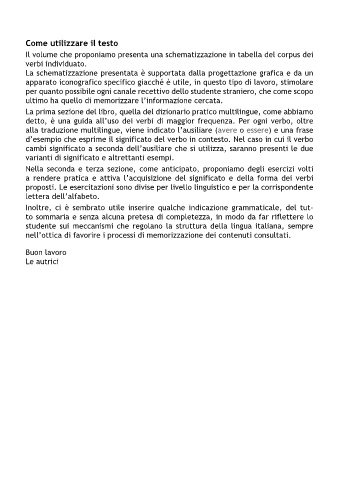 Come utilizzare il testo
Il volume che proponiamo presenta una schematizzazione in tabella del corpus dei
verbi individuato.
La schematizzazione presentata è supportata dalla progettazione grafica e da un
apparato iconografico specifico giacché è utile, in questo tipo di lavoro, stimolare
per quanto possibile ogni canale recettivo dello studente straniero, che come scopo
ultimo ha quello di memorizzare l'informazione cercata.
La prima sezione del libro, quella del dizionario pratico multilingue, come abbiamo
detto, è una guida all'uso dei verbi di maggior frequenza. Per ogni verbo, oltre
alla traduzione multilingue, viene indicato l'ausiliare (avere o essere) e una frase
d'esempio che esprime il significato del verbo in contesto. Nel caso in cui il verbo
cambi significato a seconda dell'ausiliare che si utilizza, saranno presenti le due
varianti di significato e altrettanti esempi.
Nella seconda e terza sezione, come anticipato, proponiamo degli esercizi volti
a rendere pratica e attiva l'acquisizione del significato e della forma dei verbi
proposti. Le esercitazioni sono divise per livello linguistico e per la corrispondente
lettera dell'alfabeto.
Inoltre, ci è sembrato utile inserire qualche indicazione grammaticale, del tut-
to sommaria e senza alcuna pretesa di completezza, in modo da far riflettere lo
studente sui meccanismi che regolano la struttura della lingua italiana, sempre
nell'ottica di favorire i processi di memorizzazione dei contenuti consultati.
Buon lavoro
Le autrici